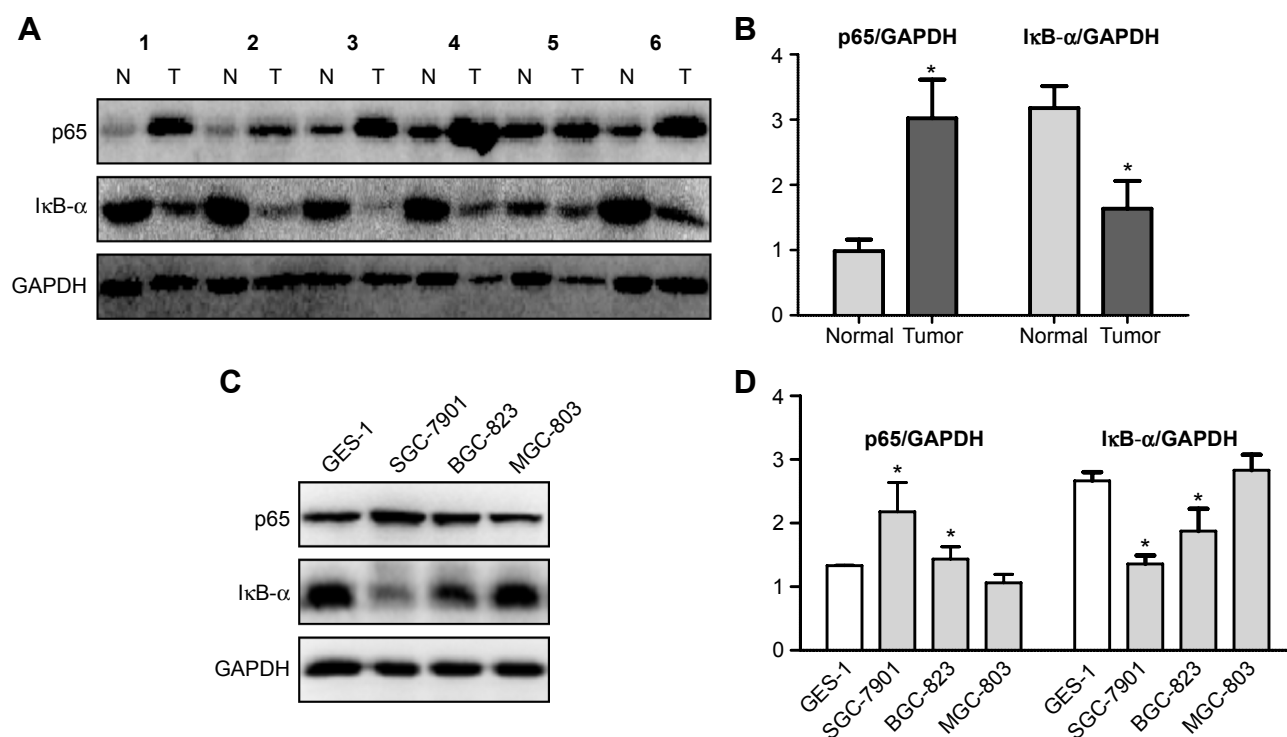 A
1 2 3 4 5 6
N T N T N T N T N T N T
p65
IκB-α
GAPDH
B
p65/GAPDH IκB-α/GAPDH
4
3
2
1
0
* *
Normal Tumor Normal Tumor
C
GES-1 SGC-7901 BGC-823 MGC-803
p65
IκB-α
GAPDH
D
p65/GAPDH IκB-α/GAPDH
4
3
2
1
0
* * * *
GES-1 SGC-7901 BGC-823 MGC-803 GES-1 SGC-7901 BGC-823 MGC-803